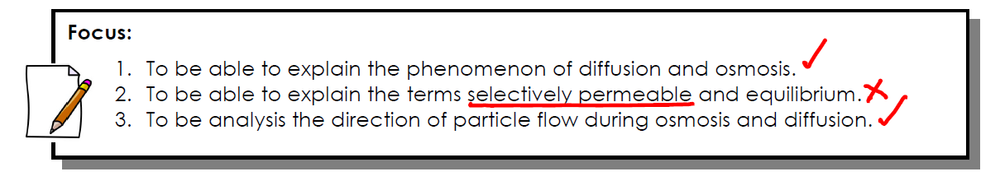 Focus:
1. To be able to explain the phenomenon of diffusion and osmosis.
2. To be able to explain the terms selectively permeable and equilibrium.
3. To be analysis the direction of particle flow during osmosis and diffusion.